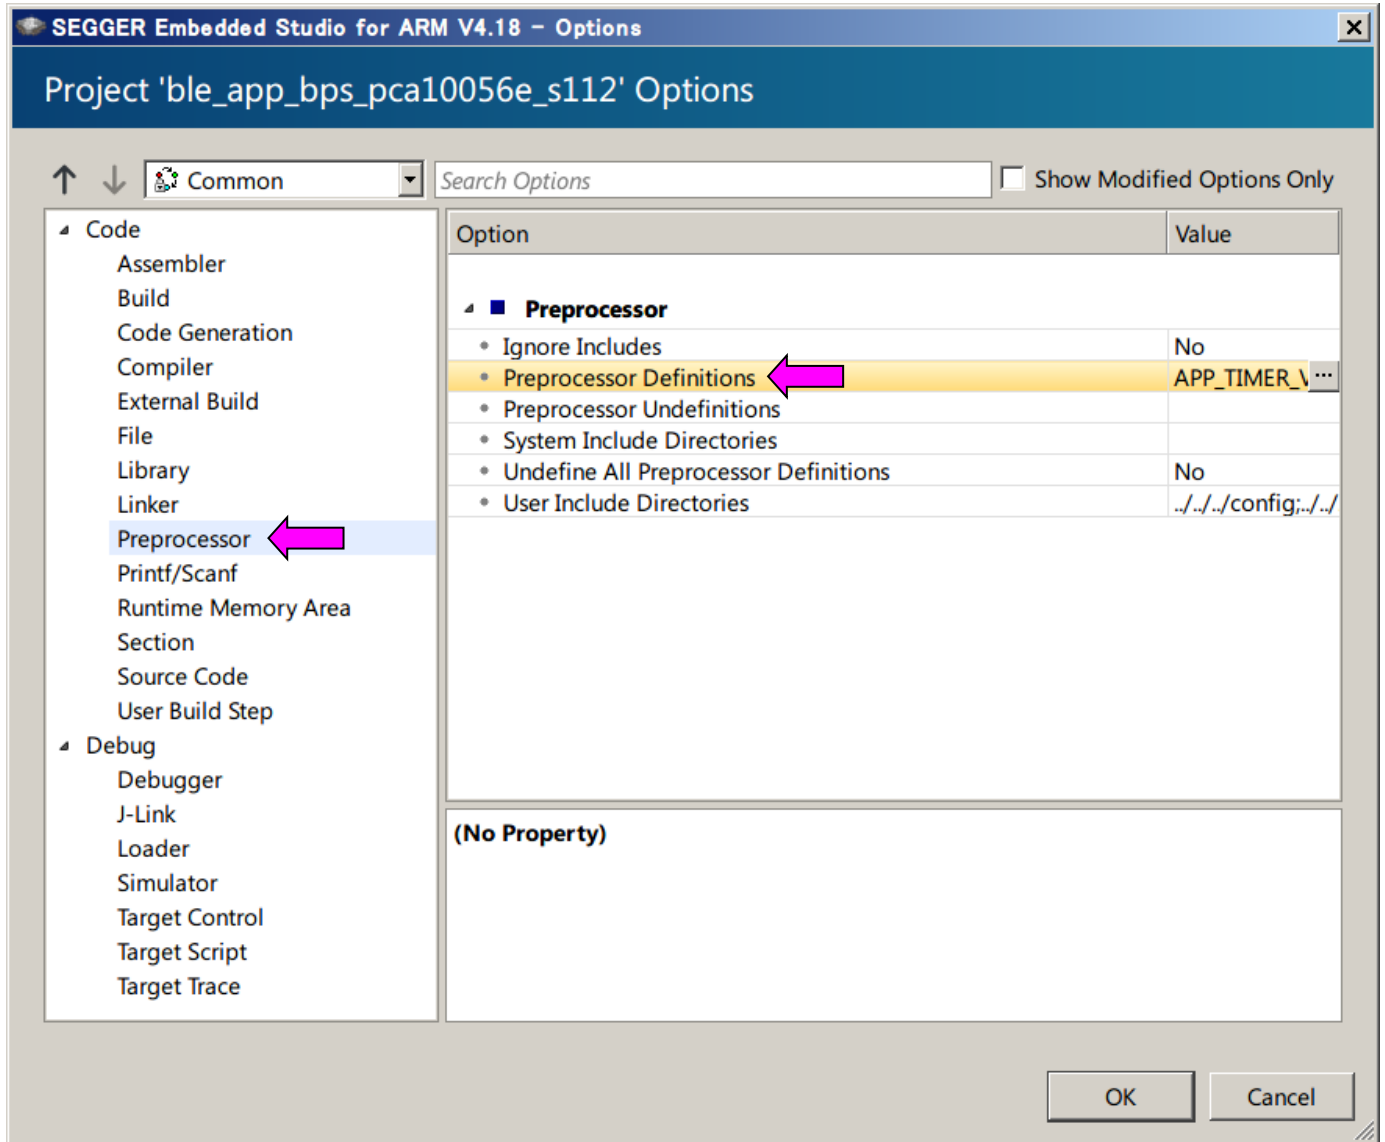 SEGGER Embedded Studio for ARM V4.18 - Options
Project 'ble_app_bps_pca10056e_s112' Options
Common
Search Options
Show Modified Options Only
Code
Assembler
Build
Code Generation
Compiler
External Build
File
Library
Linker
Preprocessor
Printf/Scanf
Runtime Memory Area
Section
Source Code
User Build Step
Debug
Debugger
J-Link
Loader
Simulator
Target Control
Target Script
Target Trace
Option Value
Preprocessor
Ignore Includes No
Preprocessor Definitions APP_TIMER_V ...
Preprocessor Undefinitions
System Include Directories
Undefine All Preprocessor Definitions No
User Include Directories ../../../config;../../
(No Property)
OK Cancel